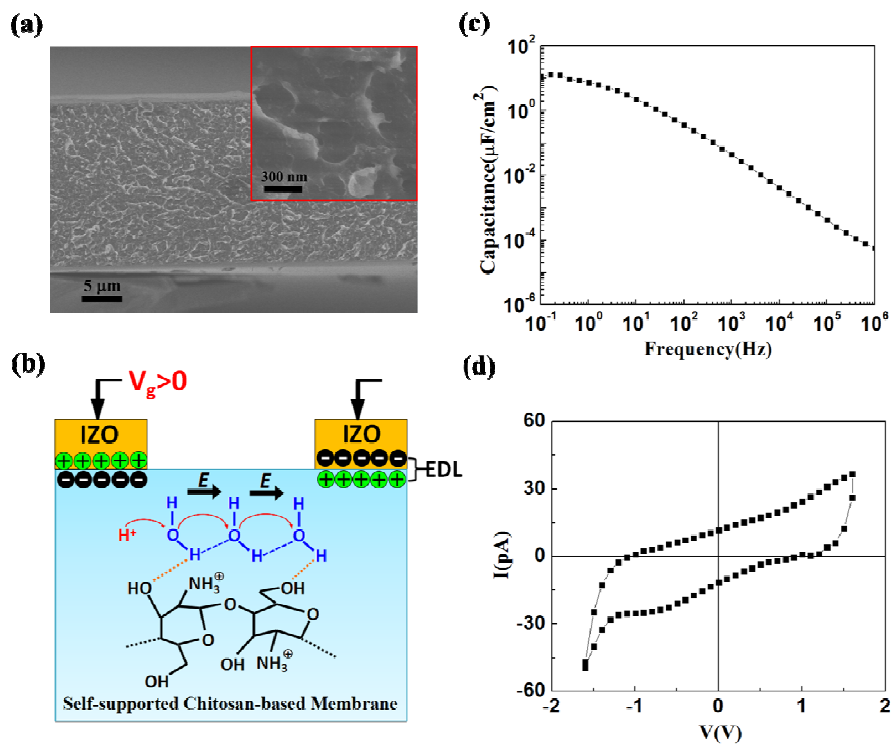 (a)
300 nm
5 μm
(b)
V_g>0
IZO
IZO
+ + + + +
- - - - -
- - - - -
+ + + + +
EDL
E E
H H H
H⁺ O O O
H H H
HO NH₃⊕ OH
O O
O
OH OH NH₃⊕
Self-supported Chitosan-based Membrane
(c)
Capacitance(μF/cm²)
10² 10⁰ 10⁻² 10⁻⁴ 10⁻⁶
10⁻¹ 10⁰ 10¹ 10² 10³ 10⁴ 10⁵ 10⁶
Frequency(Hz)
(d)
I(pA)
60
30
0
-30
-60
-2 -1 0 1 2
V(V)